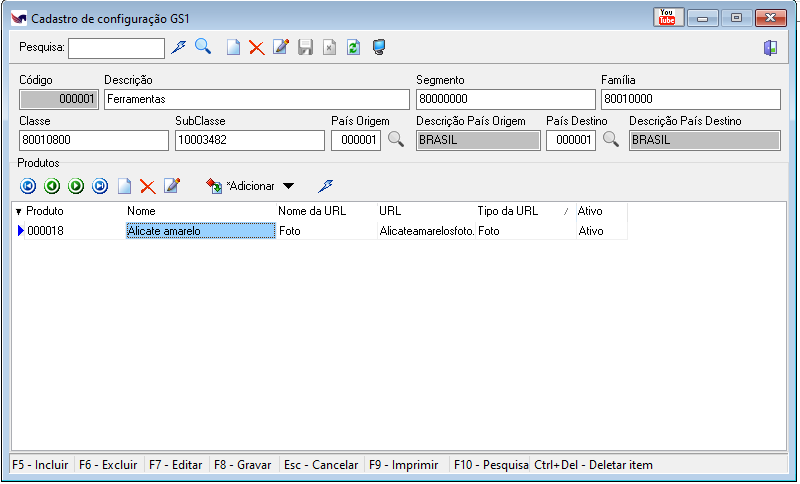 Cadastro de configuração GS1
You
Tube
Pesquisa:
Código Descrição Segmento Família
000001 Ferramentas 80000000 80010000
Classe SubClasse País Origem Descrição País Origem País Destino Descrição País Destino
80010800 10003482 000001 BRASIL 000001 BRASIL
Produtos
*Adicionar
Produto Nome Nome da URL URL Tipo da URL Ativo
000018 Alicate amarelo Foto Alicateamarelosfoto. Foto Ativo
F5 - Incluir F6 - Excluir F7 - Editar F8 - Gravar Esc - Cancelar F9 - Imprimir F10 - Pesquisa Ctrl+Del - Deletar item